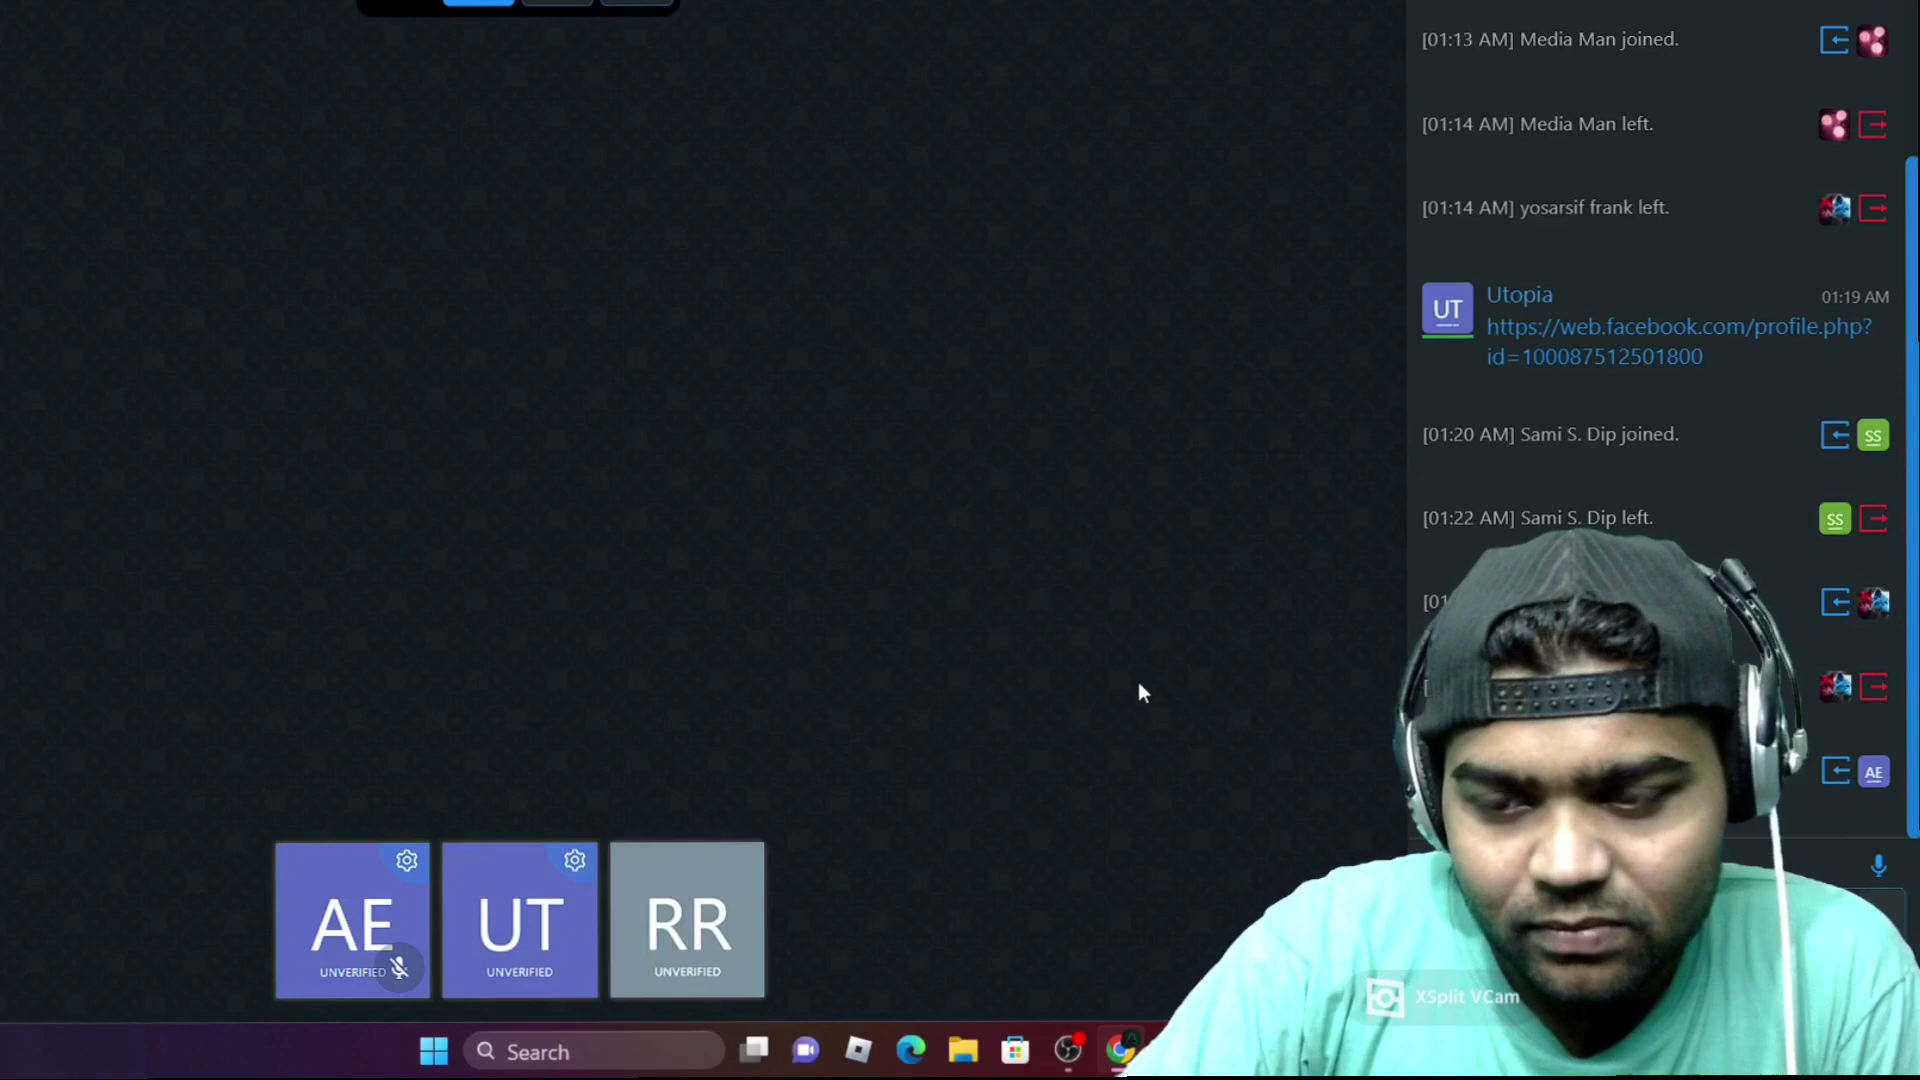 [01:13 AM] Media Man joined.
[01:14 AM] Media Man left.
[01:14 AM] yosarsif frank left.
UT
Utopia
01:19 AM
https://web.facebook.com/profile.php?
id=100087512501800
[01:20 AM] Sami S. Dip joined.
SS
[01:22 AM] Sami S. Dip left.
SS
[01
[
AE
AE
UNVERIFIED
UT
UNVERIFIED
RR
UNVERIFIED
XSplit VCam
Search